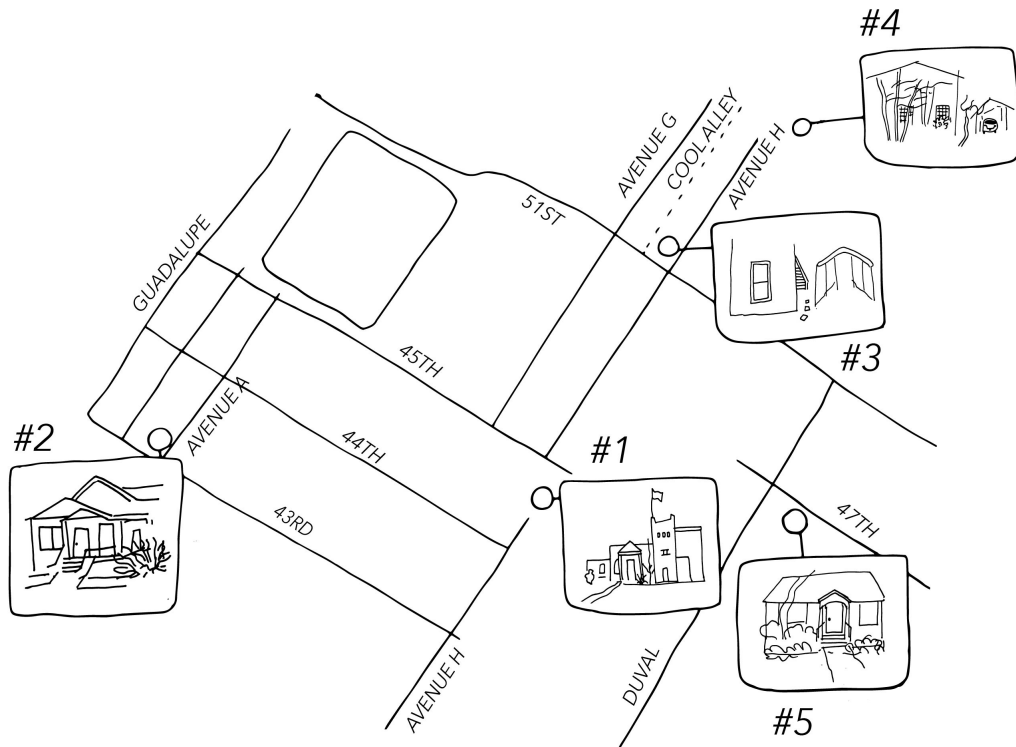 #4
AVENUE G
COOL ALLEY
AVENUE H
51ST
GUADALUPE
#3
45TH
AVENUE A
44TH
#2
#1
43RD
47TH
AVENUE H
DUVAL
#5